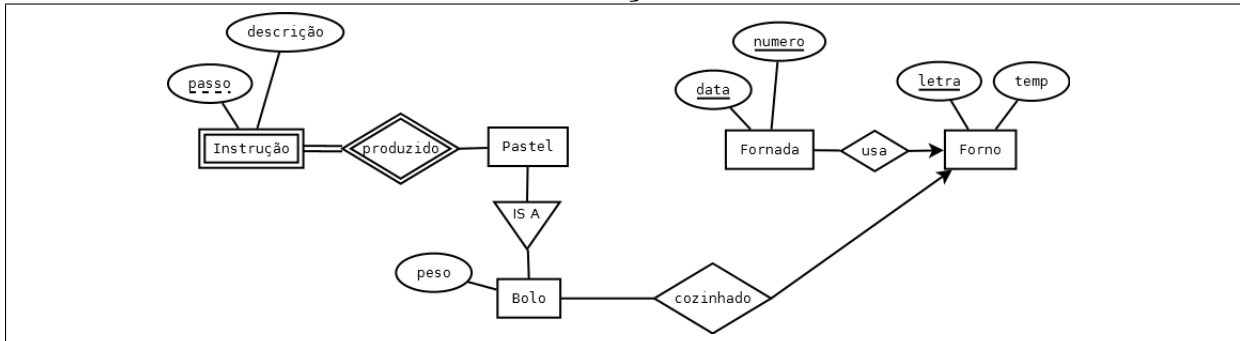 descrição
numero
passo
data
letra
temp
Instrução
produzido
Pastel
Fornada
usa
Forno
IS A
peso
Bolo
cozinhado